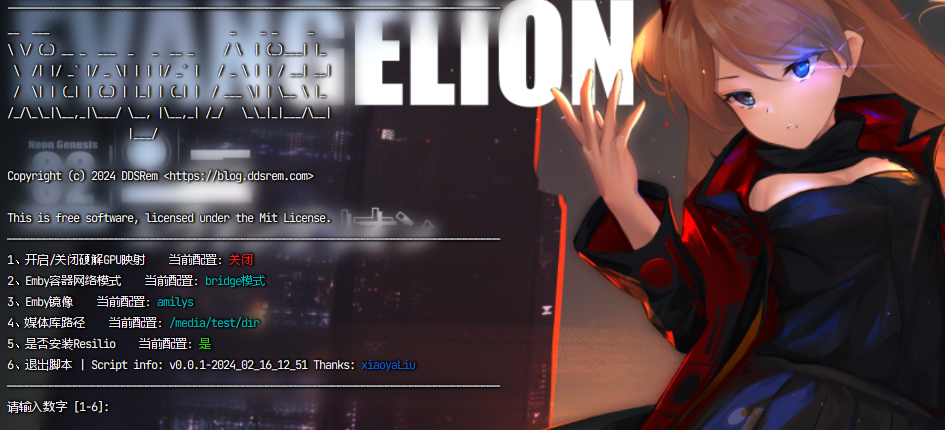 EVANGELION
Xiaoya Alist
Neon Genesis
Copyright (c) 2024 DDSRem <https://blog.ddsrem.com>
This is free software, licensed under the Mit License.
1、开启/关闭硬解GPU映射 当前配置: 关闭
2、Emby容器网络模式 当前配置: bridge模式
3、Emby镜像 当前配置: amilys
4、媒体库路径 当前配置: /media/test/dir
5、是否安装Resilio 当前配置: 是
6、退出脚本 | Script info: v0.0.1-2024_02_16_12_51 Thanks: xiaoyaLiu
请输入数字 [1-6]: